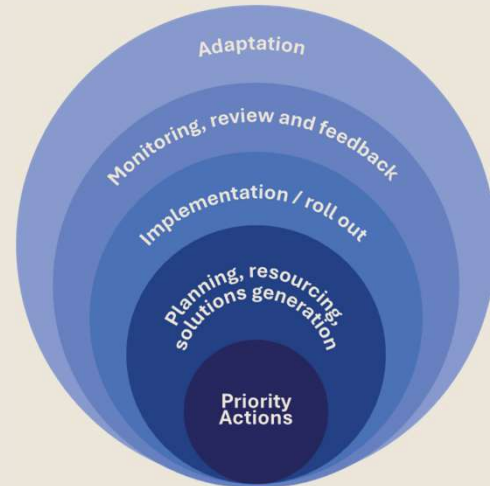 Adaptation
Monitoring, review and feedback
Implementation / roll out
Planning, resourcing,
solutions generation
Priority
Actions